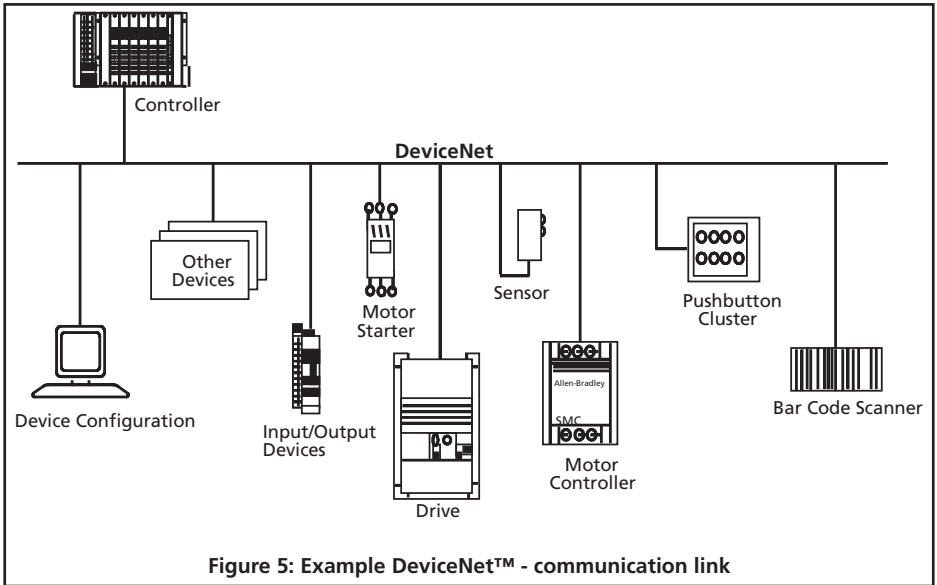 Controller
DeviceNet
Other
Devices
Motor
Starter
Sensor
Pushbutton
Cluster
Device Configuration
Input/Output
Devices
Allen-Bradley
SMC
Bar Code Scanner
Motor
Controller
Drive
Figure 5: Example DeviceNet™ - communication link